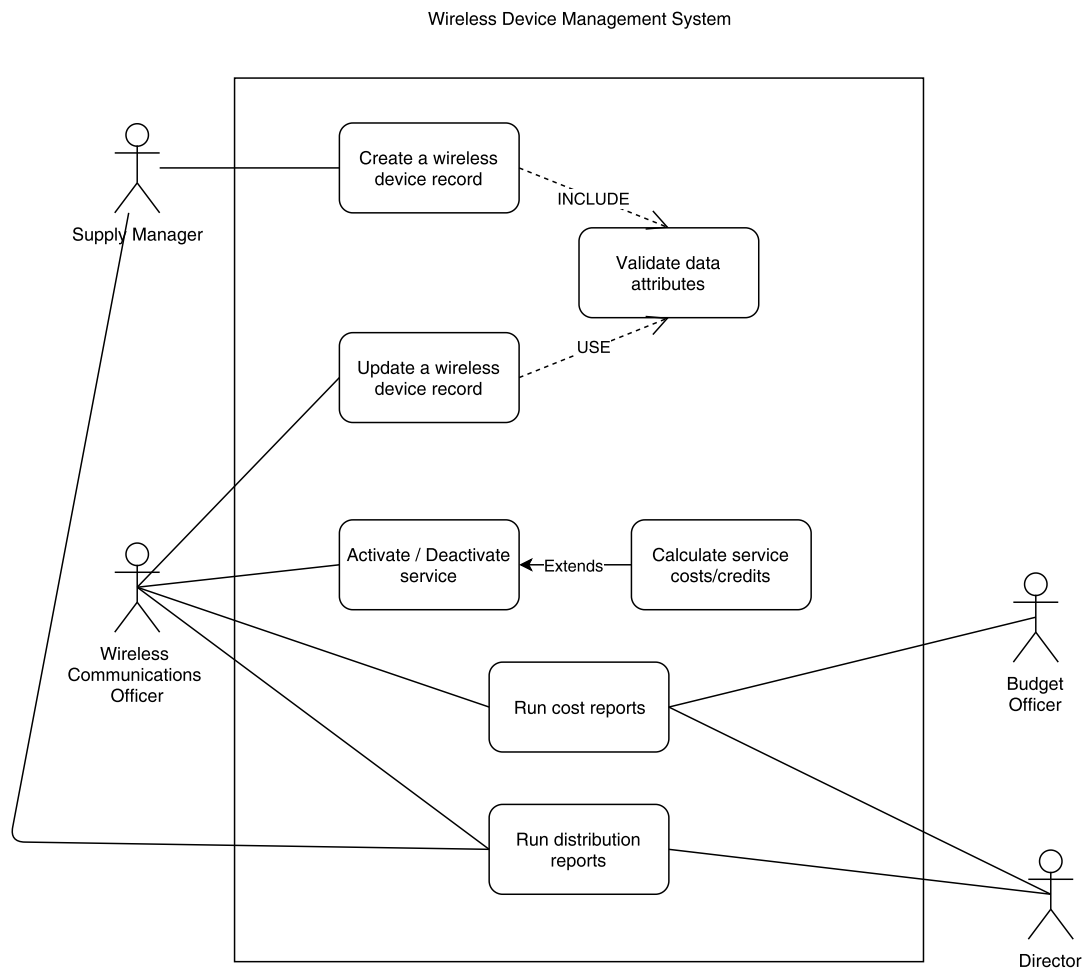 Wireless Device Management System
Create a wireless
device record
INCLUDE
Supply Manager
Validate data
attributes
USE
Update a wireless
device record
Activate / Deactivate
service
Extends
Calculate service
costs/credits
Wireless
Communications
Officer
Run cost reports
Budget
Officer
Run distribution
reports
Director